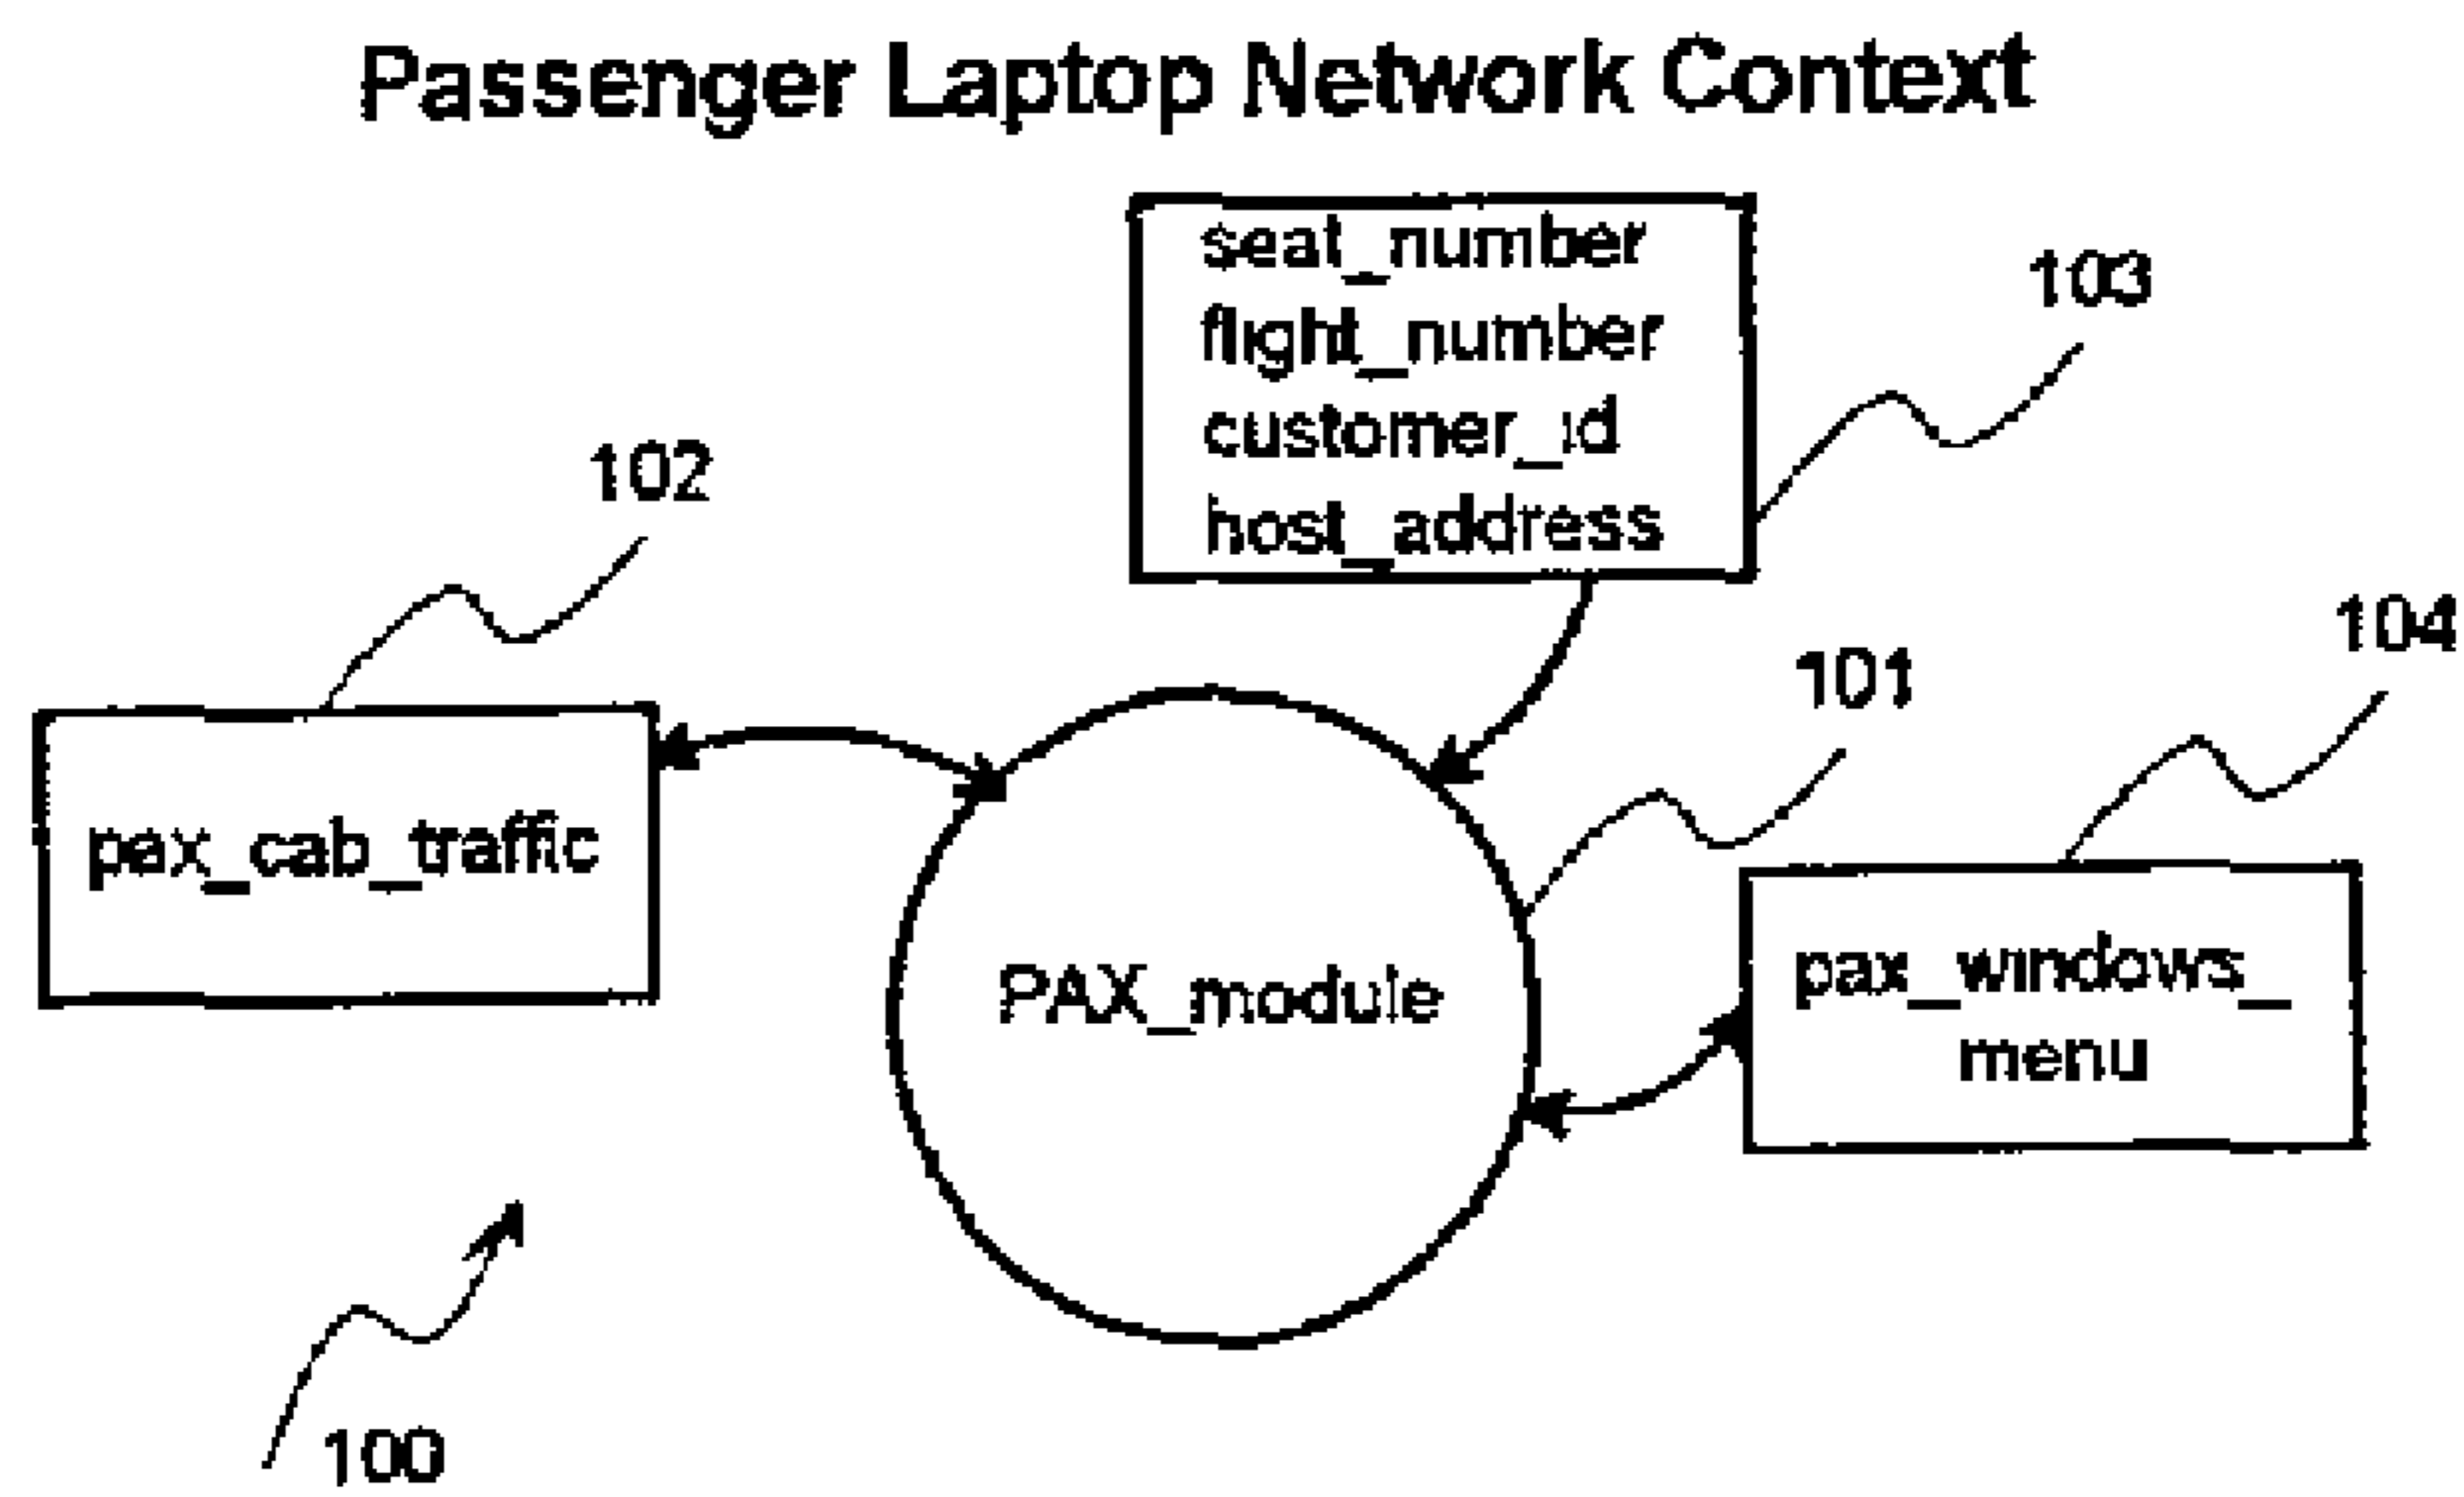 Passenger Laptop Network Context
seat_number
flight_number
customer_id
host_address
103
102
104
101
pax_cab_traffic
PAX_module
pax_windows_
menu
100